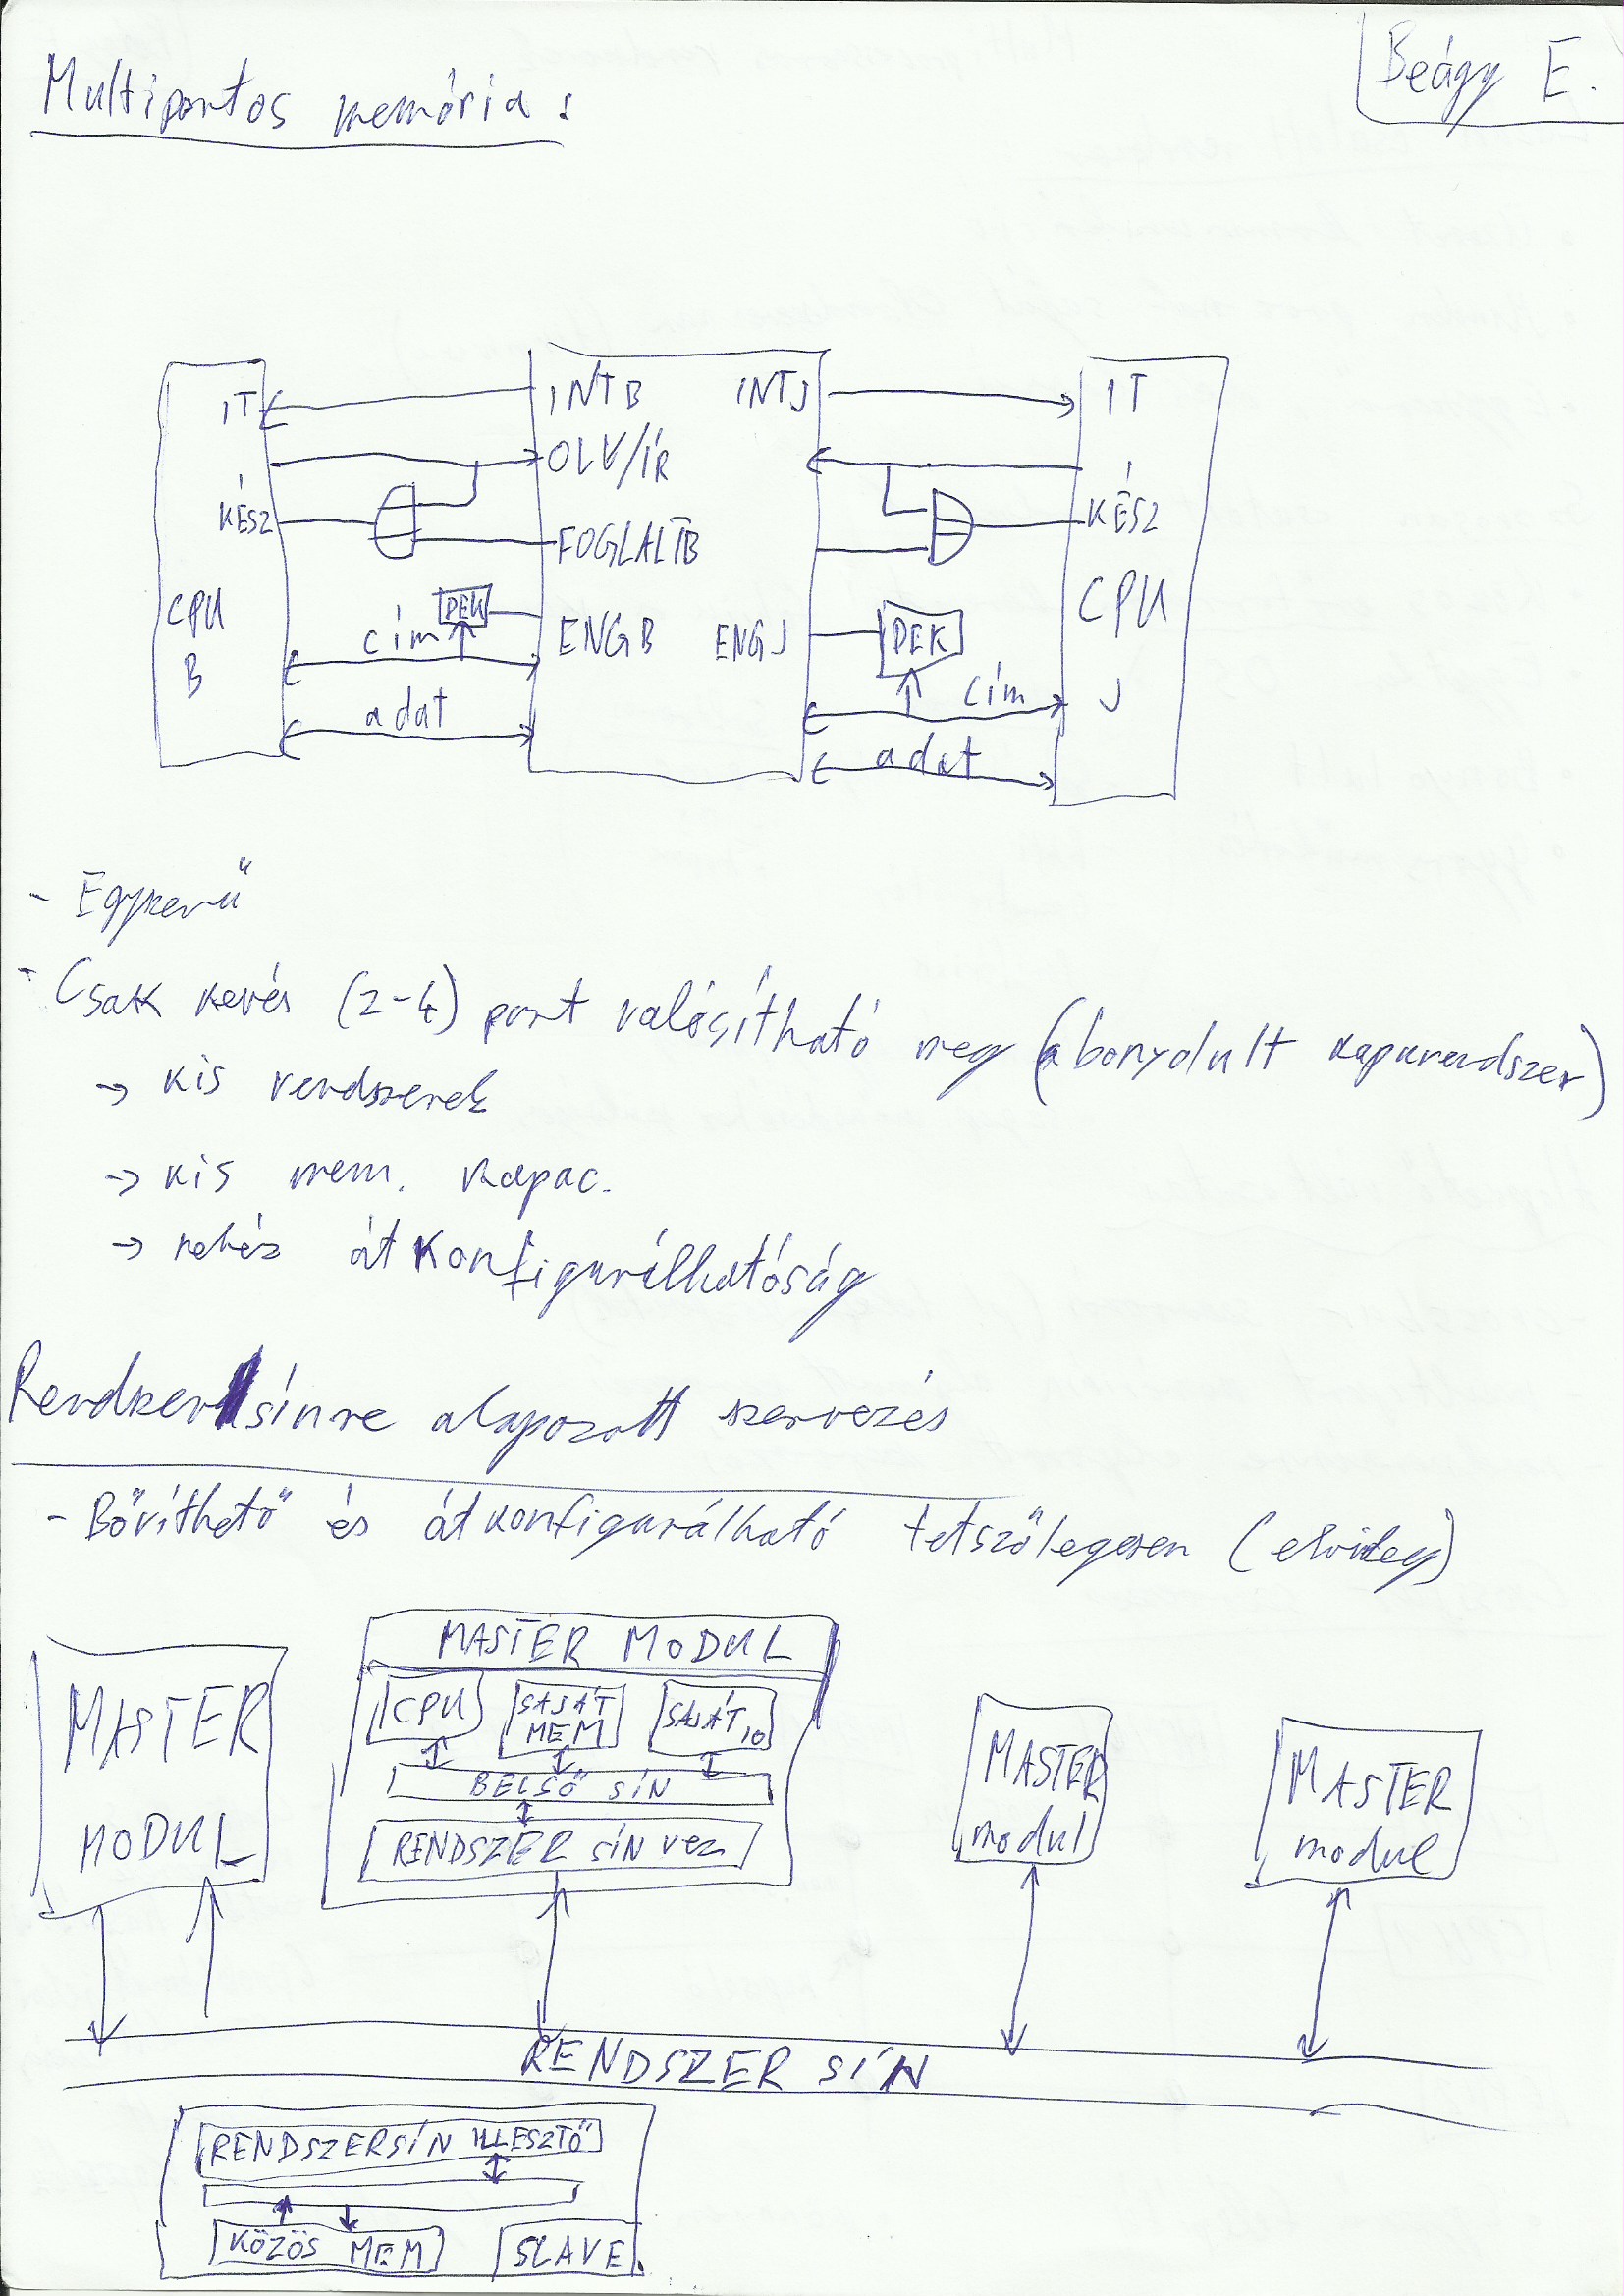 Beágy E.
Multiportos memória:
IT INTB INTJ IT
OLV/ÍR
KÉSZ FOGLALTB KÉSZ
CPU DEK CPU
cím ENGB ENGJ DEK
B cím J
adat adat
- Egyszerű
- Csak kevés (2-4) port valósítható meg (bonyolult kapurendszer)
→ kis rendszerek
→ kis mem. kapac.
→ nehéz átkonfigurálhatóság
Rendszersínre alapozott szervezés
- Bővíthető és átkonfigurálható tetszőlegesen (elvileg)
MASTER MODUL
MASTER MODUL
CPU SAJÁT MEM SAJÁT IO
BELSŐ SÍN
RENDSZER SÍN VEZ
MASTER modul
MASTER modul
RENDSZER SÍN
RENDSZERSÍN ILLESZTŐ
KÖZÖS MEM SLAVE